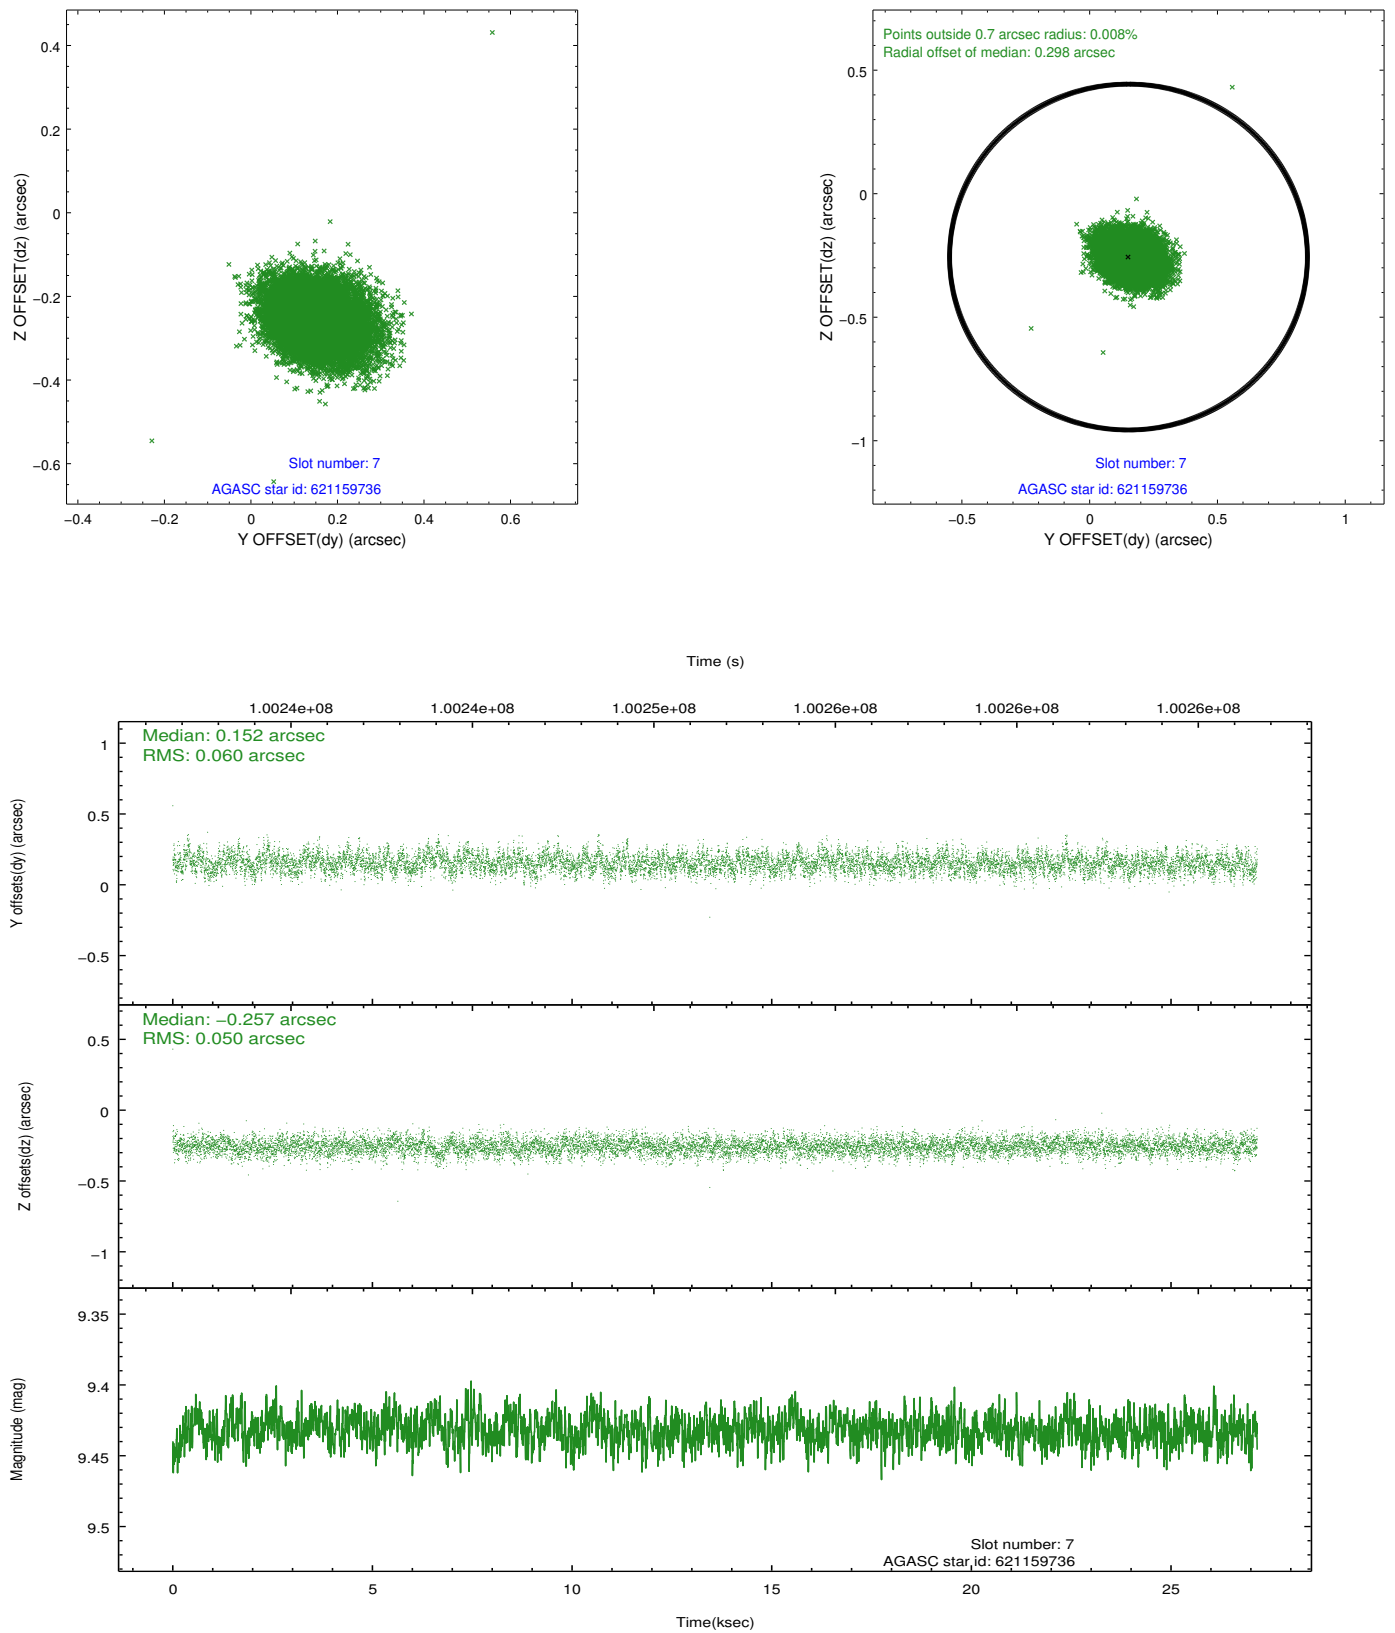 0.4
0.2
0
−0.2
−0.4
−0.6
Z OFFSET(dz) (arcsec)
−0.4
0
0.2
0.4
0.6
Y OFFSET(dy) (arcsec)
Slot number: 7
AGASC star id: 621159736
Points outside 0.7 arcsec radius: 0.008%
Radial offset of median: 0.298 arcsec
0.5
0
−0.5
−1
Z OFFSET(dz) (arcsec)
−0.5
0
0.5
1
Y OFFSET(dy) (arcsec)
Slot number: 7
AGASC star id: 621159736
Time (s)
1.0024e+08
1.0024e+08
1.0025e+08
1.0026e+08
1.0026e+08
1.0026e+08
Median: 0.152 arcsec
RMS: 0.060 arcsec
1
0.5
0
−0.5
Y offsets(dy) (arcsec)
Median: −0.257 arcsec
RMS: 0.050 arcsec
0.5
0
−0.5
−1
Z offsets(dz) (arcsec)
9.35
9.4
9.45
9.5
Magnitude (mag)
Slot number: 7
AGASC star id: 621159736
0
5
10
15
20
25
Time(ksec)